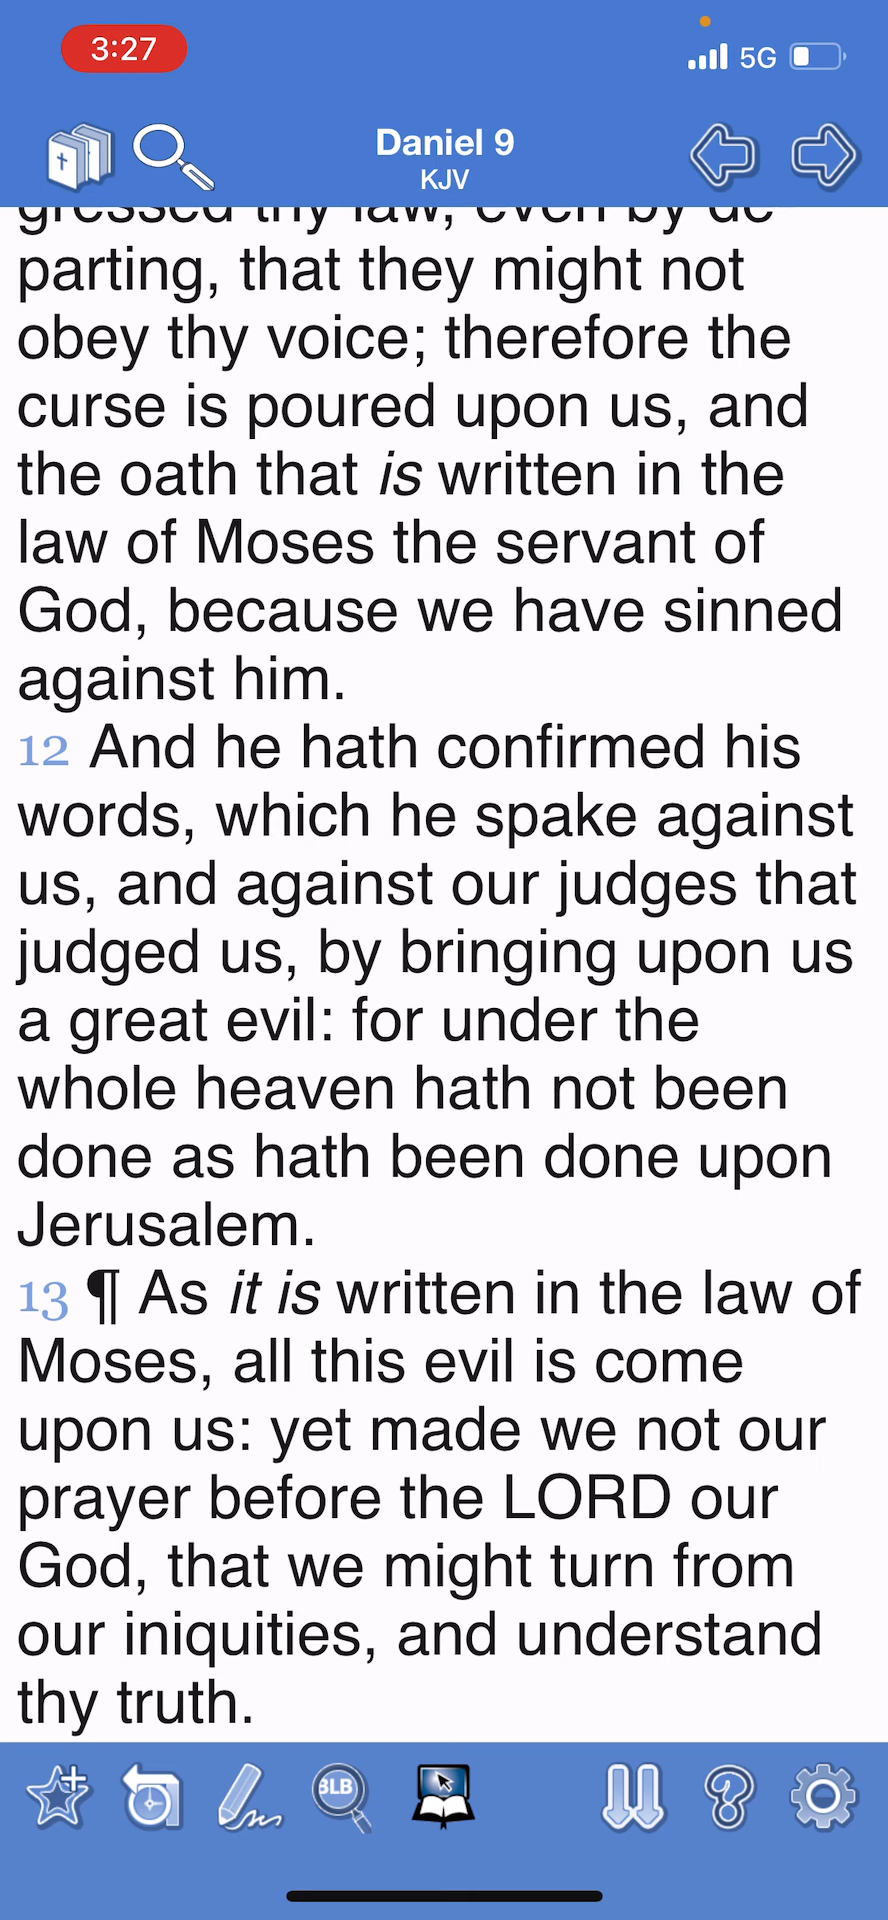 3:27
5G
Daniel 9
KJV
gressed thy law, even by de
parting, that they might not
obey thy voice; therefore the
curse is poured upon us, and
the oath that is written in the
law of Moses the servant of
God, because we have sinned
against him.
12 And he hath confirmed his
words, which he spake against
us, and against our judges that
judged us, by bringing upon us
a great evil: for under the
whole heaven hath not been
done as hath been done upon
Jerusalem.
13 ¶ As it is written in the law of
Moses, all this evil is come
upon us: yet made we not our
prayer before the LORD our
God, that we might turn from
our iniquities, and understand
thy truth.
BLB